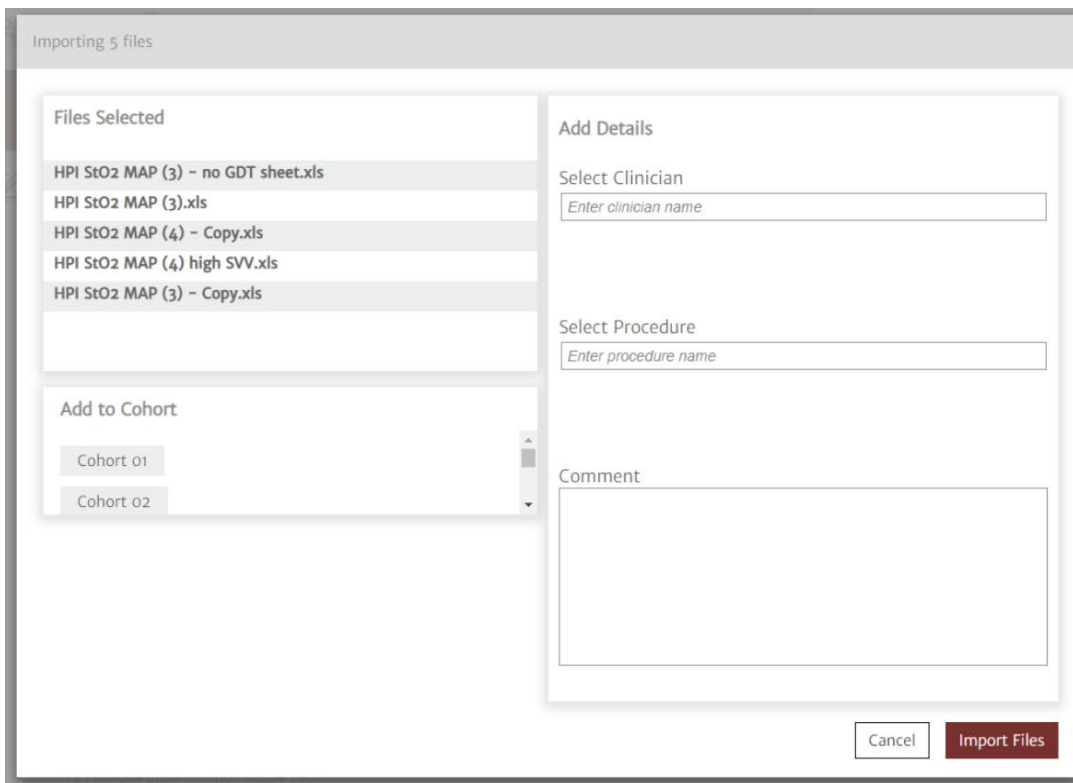 Importing 5 files
Files Selected
HPI StO2 MAP (3) - no GDT sheet.xls
HPI StO2 MAP (3).xls
HPI StO2 MAP (4) - Copy.xls
HPI StO2 MAP (4) high SVV.xls
HPI StO2 MAP (3) - Copy.xls
Add to Cohort
Cohort 01
Cohort 02
Add Details
Select Clinician
Enter clinician name
Select Procedure
Enter procedure name
Comment
Cancel
Import Files